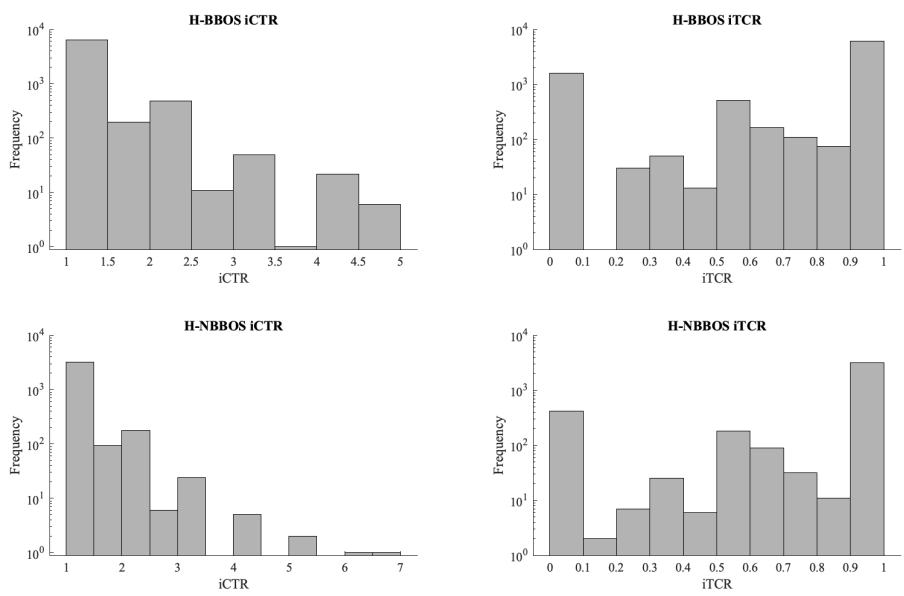 H-BBOS iCTR
10^4
10^3
10^2
10^1
10^0
Frequency
1 1.5 2 2.5 3 3.5 4 4.5 5
iCTR
H-BBOS iTCR
10^4
10^3
10^2
10^1
10^0
Frequency
0 0.1 0.2 0.3 0.4 0.5 0.6 0.7 0.8 0.9 1
iTCR
H-NBBOS iCTR
10^4
10^3
10^2
10^1
10^0
Frequency
1 2 3 4 5 6 7
iCTR
H-NBBOS iTCR
10^4
10^3
10^2
10^1
10^0
Frequency
0 0.1 0.2 0.3 0.4 0.5 0.6 0.7 0.8 0.9 1
iTCR